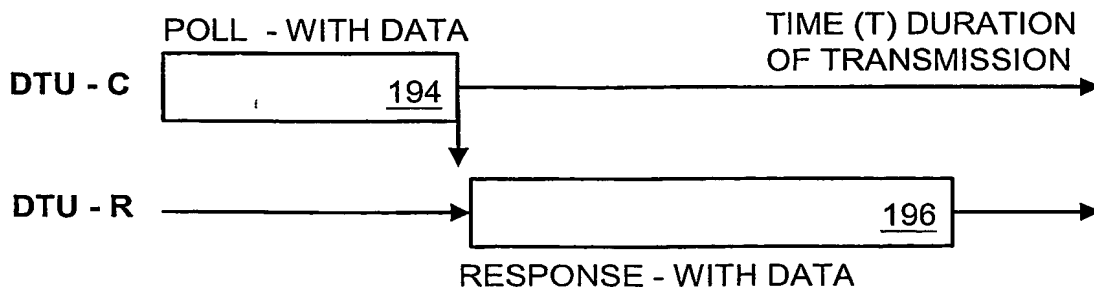 POLL - WITH DATA
TIME (T) DURATION
OF TRANSMISSION
DTU - C
194
DTU - R
196
RESPONSE - WITH DATA